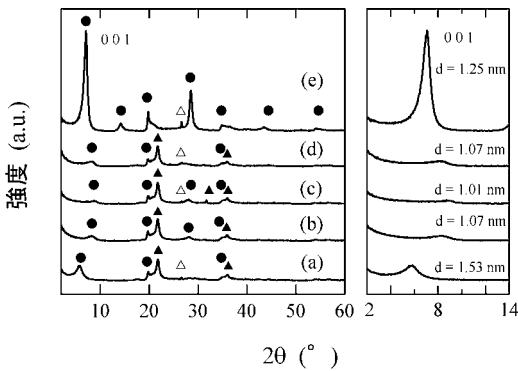 0 0 1
(e)
(d)
(c)
(b)
(a)
強度 (a.u.)
10 20 30 40 50 60
0 0 1
d = 1.25 nm
d = 1.07 nm
d = 1.01 nm
d = 1.07 nm
d = 1.53 nm
2 8 14
2θ (°)